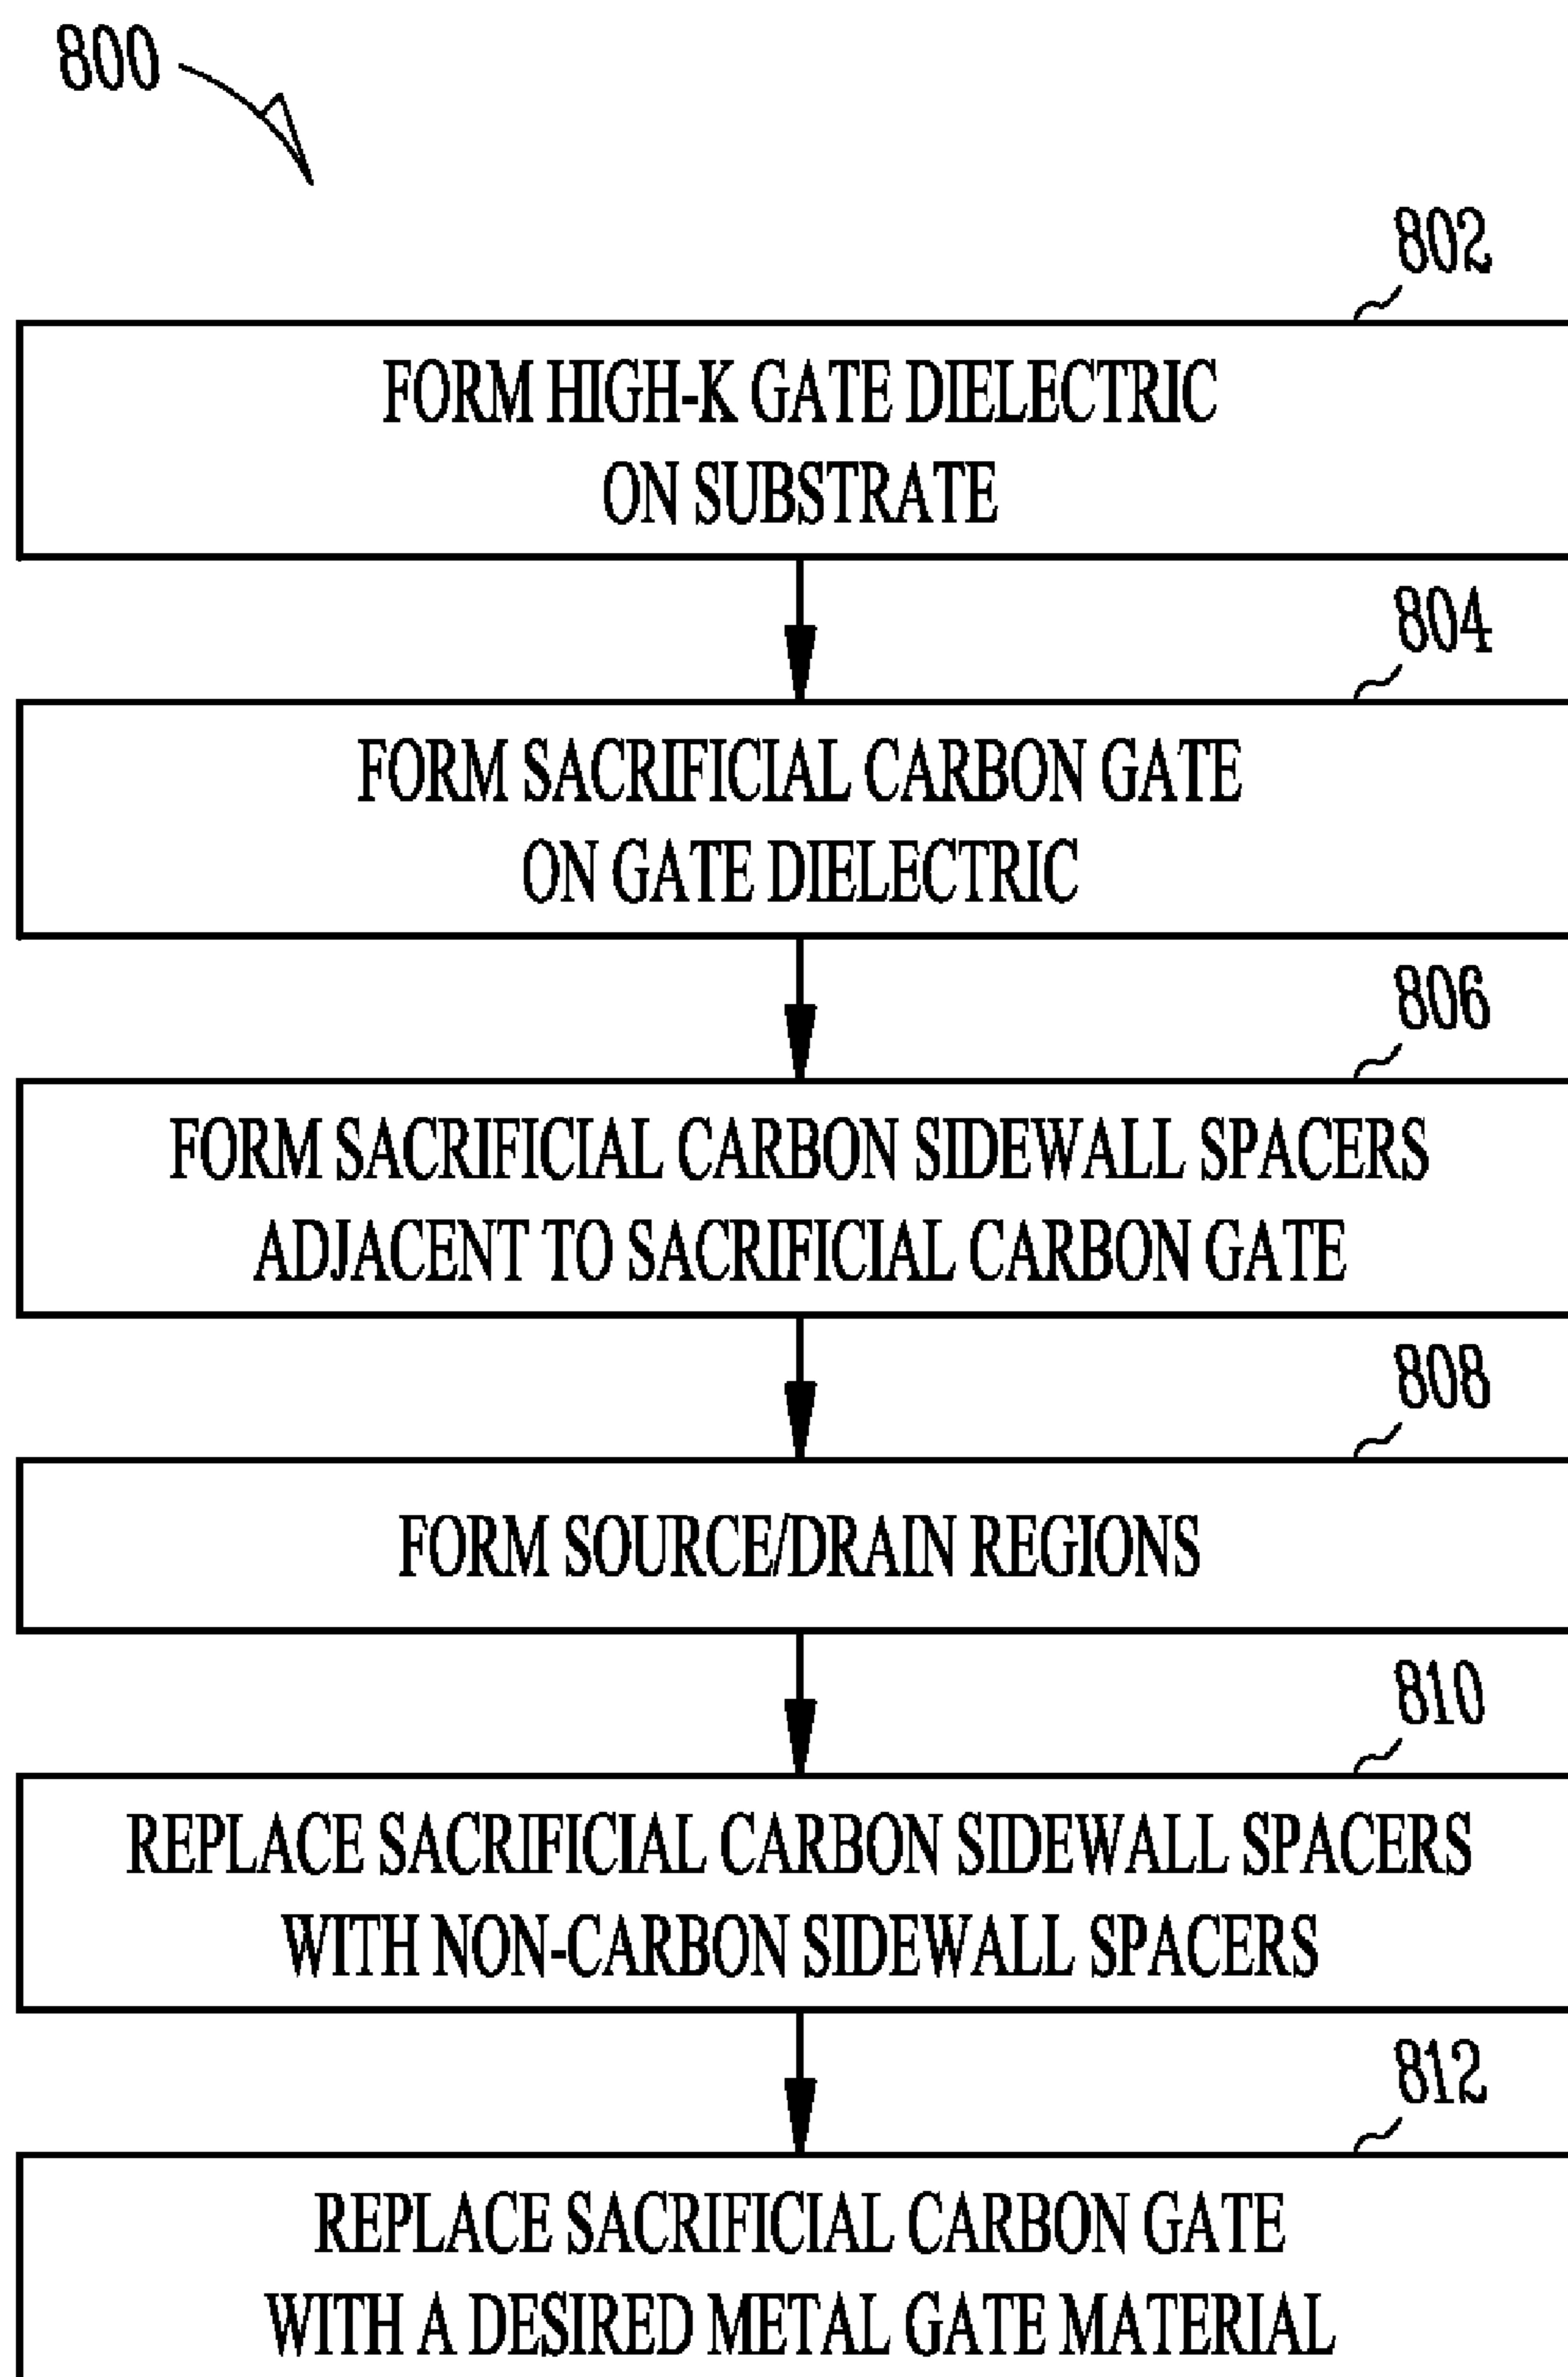 800
802
FORM HIGH-K GATE DIELECTRIC
ON SUBSTRATE
804
FORM SACRIFICIAL CARBON GATE
ON GATE DIELECTRIC
806
FORM SACRIFICIAL CARBON SIDEWALL SPACERS
ADJACENT TO SACRIFICIAL CARBON GATE
808
FORM SOURCE/DRAIN REGIONS
810
REPLACE SACRIFICIAL CARBON SIDEWALL SPACERS
WITH NON-CARBON SIDEWALL SPACERS
812
REPLACE SACRIFICIAL CARBON GATE
WITH A DESIRED METAL GATE MATERIAL